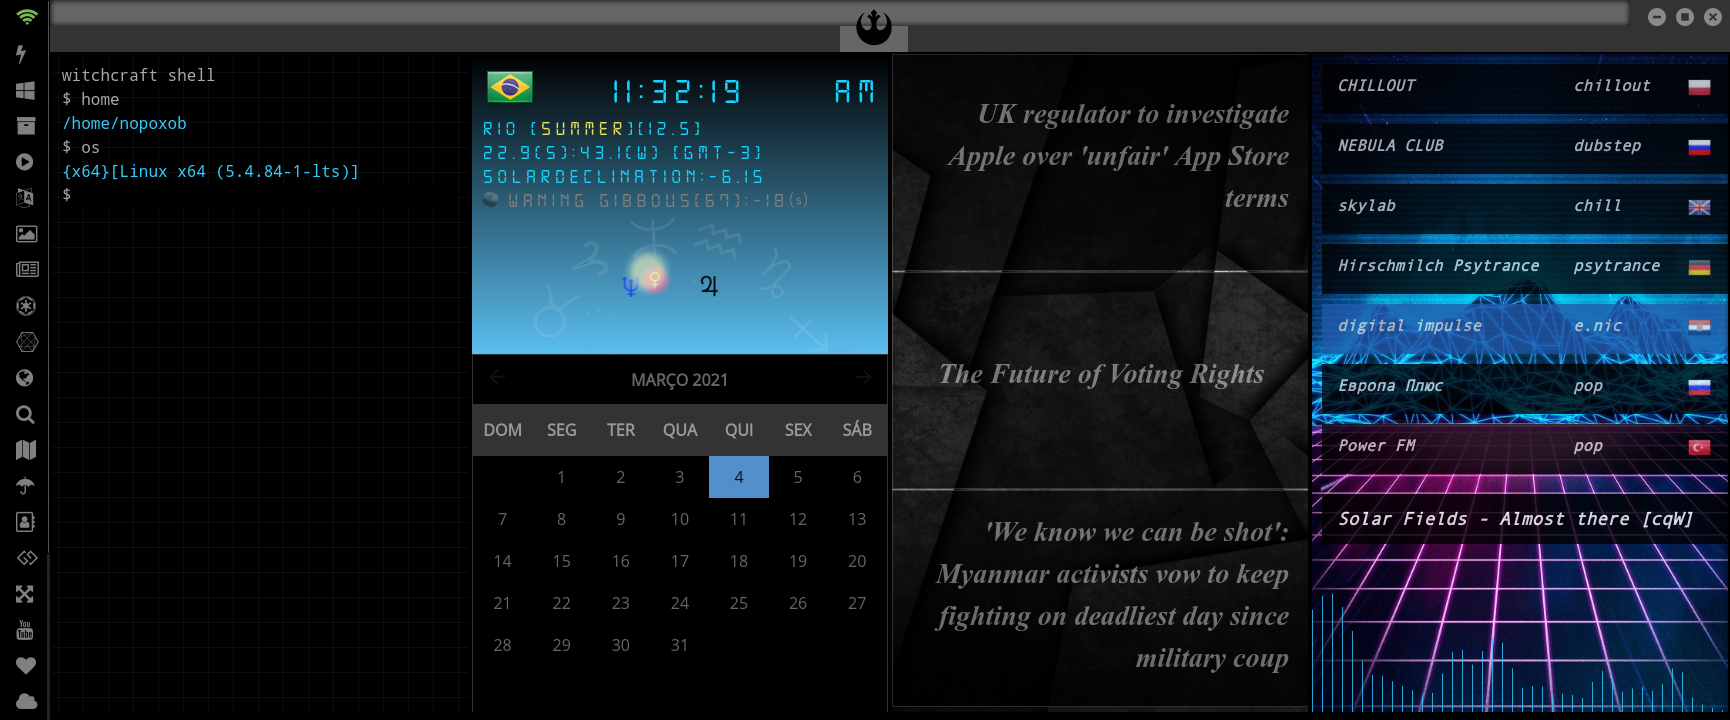 witchcraft shell
$ home
/home/nopoxob
$ os
{x64}[Linux x64 (5.4.84-1-lts)]
$
11:32:19 AM
RIO [SUMMER][12.5]
22.9(S):43.1(W) [GMT-3]
SOLARDECLINATION:-6.15
WANING GIBBOUS[67]:-18(s)
MARÇO 2021
DOM SEG TER QUA QUI SEX SÁB
1 2 3 4 5 6
7 8 9 10 11 12 13
14 15 16 17 18 19 20
21 22 23 24 25 26 27
28 29 30 31
UK regulator to investigate
Apple over 'unfair' App Store
terms
The Future of Voting Rights
'We know we can be shot':
Myanmar activists vow to keep
fighting on deadliest day since
military coup
CHILLOUT chillout
NEBULA CLUB dubstep
skylab chill
Hirschmilch Psytrance psytrance
digital impulse e.nic
Европа Плюс pop
Power FM pop
Solar Fields - Almost there [cqW]
You
Tube